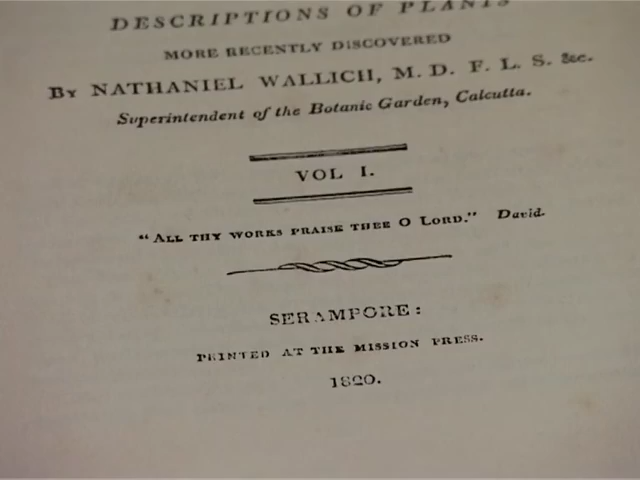 DESCRIPTIONS OF PLANTS
MORE RECENTLY DISCOVERED
BY NATHANIEL WALLICH, M. D. F. L. S. &c.
Superintendent of the Botanic Garden, Calcutta.
VOL I.
"ALL THY WORKS PRAISE THEE O LORD." David.
SERAMPORE:
PRINTED AT THE MISSION PRESS.
1820.